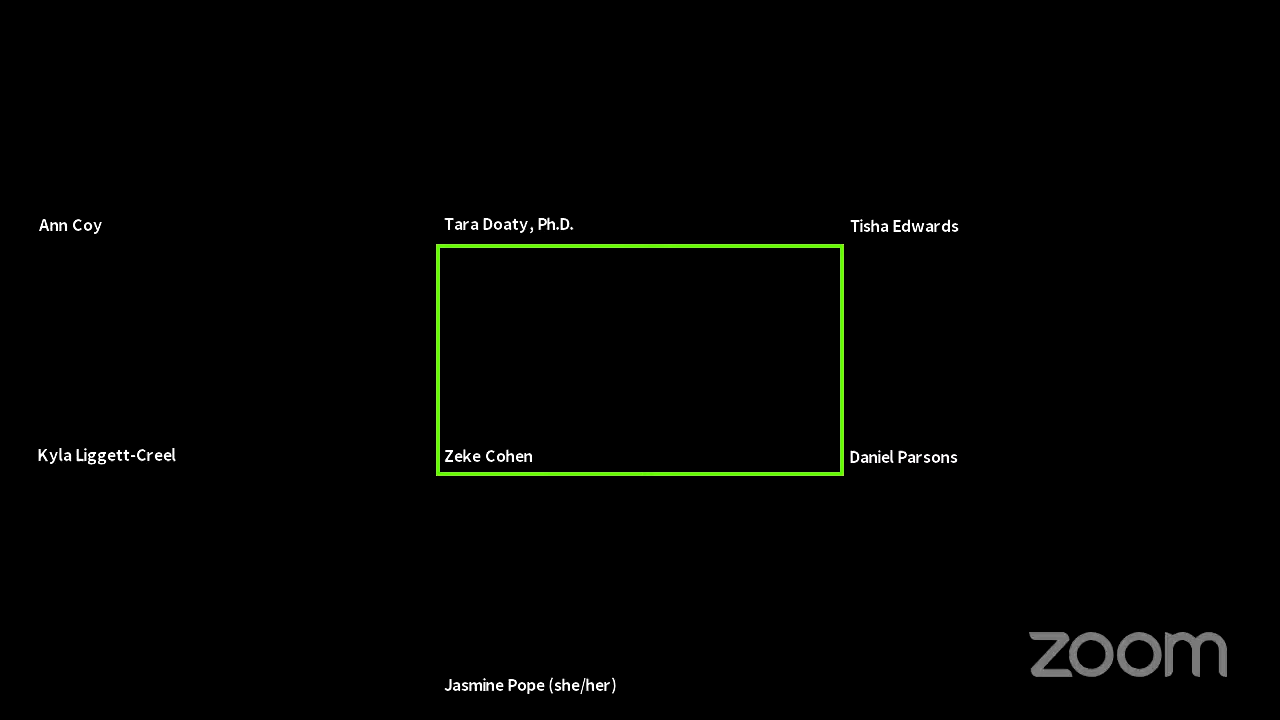 Ann Coy
Tara Doaty, Ph.D.
Tisha Edwards
Kyla Liggett-Creel
Zeke Cohen
Daniel Parsons
zoom
Jasmine Pope (she/her)